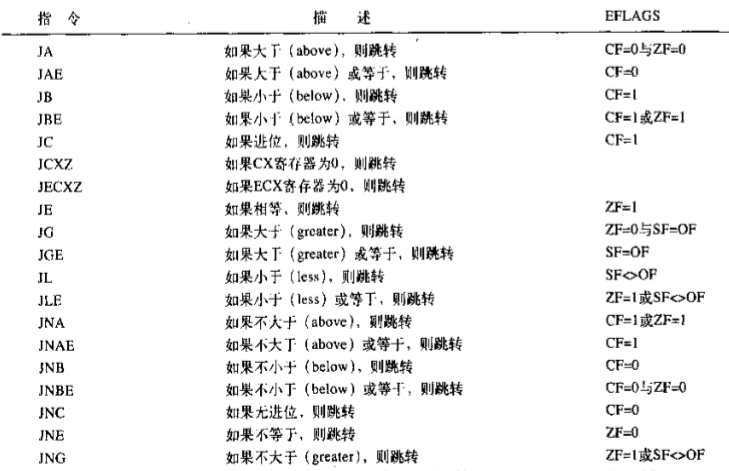 指 令 描 述 EFLAGS
JA 如果大于（above），则跳转 CF=0与ZF=0
JAE 如果大于（above）或等于，则跳转 CF=0
JB 如果小于（below），则跳转 CF=1
JBE 如果小于（below）或等于，则跳转 CF=1或ZF=1
JC 如果进位，则跳转 CF=1
JCXZ 如果CX寄存器为0，则跳转
JECXZ 如果ECX寄存器为0，则跳转
JE 如果相等，则跳转 ZF=1
JG 如果大于（greater），则跳转 ZF=0与SF=OF
JGE 如果大于（greater）或等于，则跳转 SF=OF
JL 如果小于（less），则跳转 SF<>OF
JLE 如果小于（less）或等于，则跳转 ZF=1或SF<>OF
JNA 如果不大于（above），则跳转 CF=1或ZF=1
JNAE 如果不大于（above）或等于，则跳转 CF=1
JNB 如果不小于（below），则跳转 CF=0
JNBE 如果不小于（below）或等于，则跳转 CF=0与ZF=0
JNC 如果无进位，则跳转 CF=0
JNE 如果不等于，则跳转 ZF=0
JNG 如果不大于（greater），则跳转 ZF=1或SF<>OF